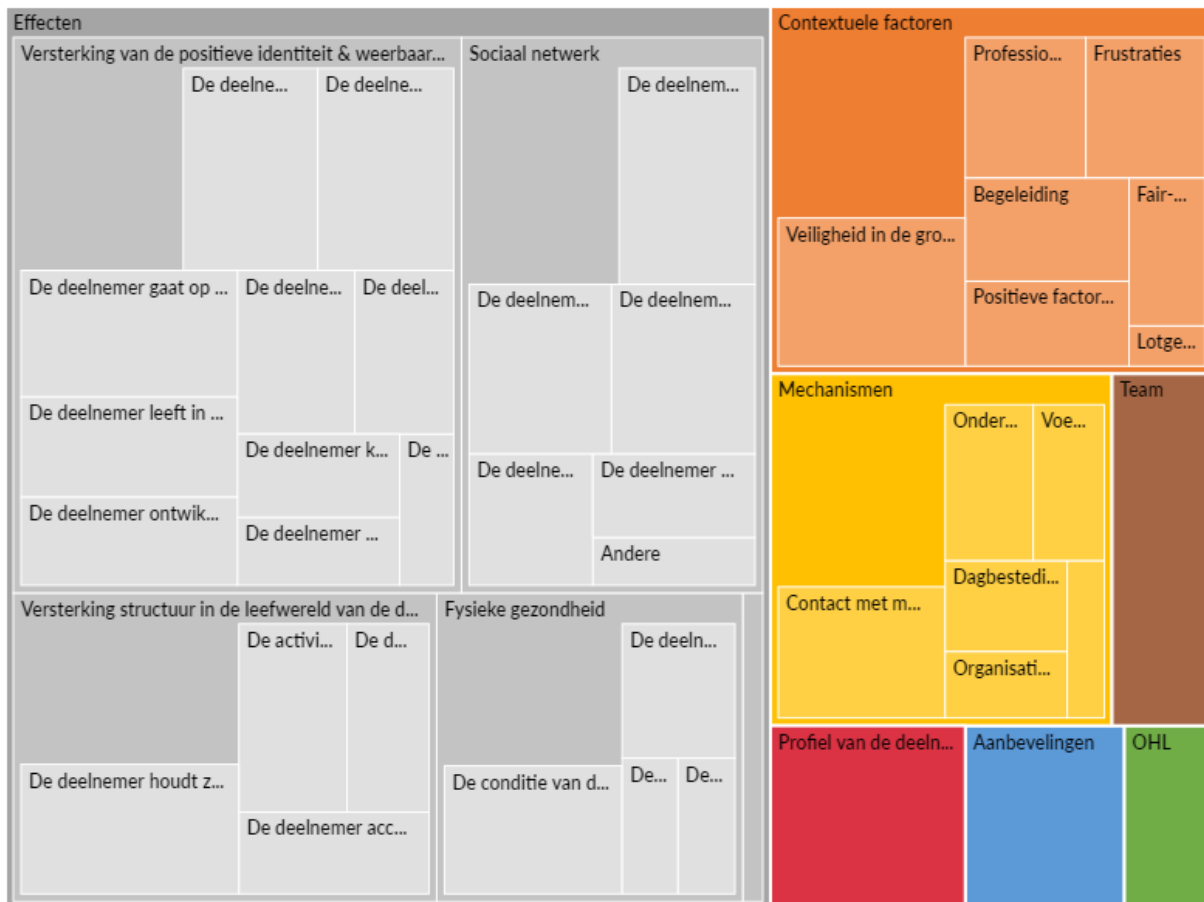 Effecten
Versterking van de positieve identiteit & weerbaar...
De deelne...
De deelne...
De deelnemer gaat op ...
De deelne...
De deel...
De deelnemer leeft in ...
De deelnemer k...
De ...
De deelnemer ontwik...
De deelnemer ...
Sociaal netwerk
De deelnem...
De deelnem...
De deelnem...
De deelne...
De deelnemer ...
Andere
Versterking structuur in de leefwereld van de d...
De activi...
De d...
De deelnemer houdt z...
De deelnemer acc...
Fysieke gezondheid
De deeln...
De conditie van d...
De...
De...
Contextuele factoren
Professio...
Frustraties
Begeleiding
Fair-...
Veiligheid in de gro...
Positieve factor...
Lotge...
Mechanismen
Onder...
Voe...
Dagbestedi...
Contact met m...
Organisati...
Team
Profiel van de deeln...
Aanbevelingen
OHL